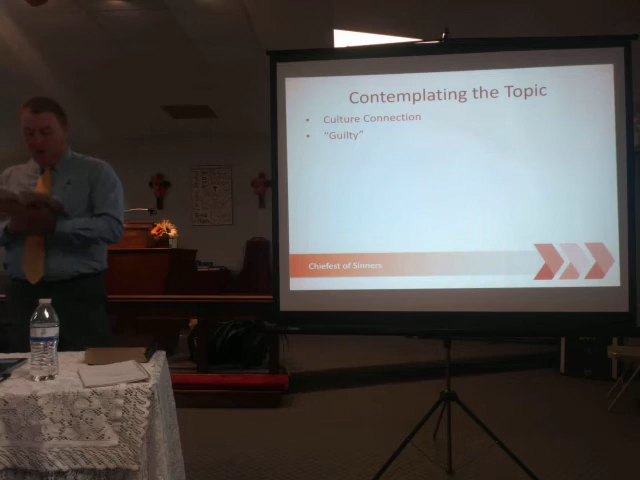 Contemplating the Topic
• Culture Connection
• "Guilty"
Chiefest of Sinners